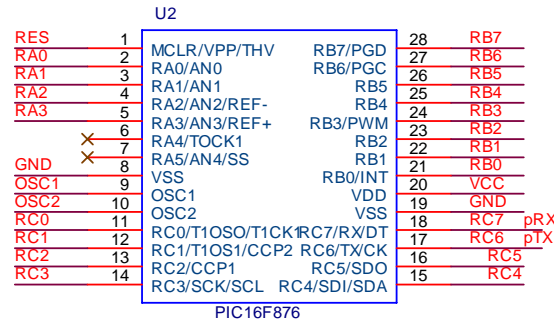 U2
RES 1 MCLR/VPP/THV RB7/PGD 28 RB7
RA0 2 RA0/AN0 RB6/PGC 27 RB6
RA1 3 RA1/AN1 RB5 26 RB5
RA2 4 RA2/AN2/REF- RB4 25 RB4
RA3 5 RA3/AN3/REF+ RB3/PWM 24 RB3
6 RA4/TOCK1 RB2 23 RB2
7 RA5/AN4/SS RB1 22 RB1
GND 8 VSS RB0/INT 21 RB0
OSC1 9 OSC1 VDD 20 VCC
OSC2 10 OSC2 VSS 19 GND
RC0 11 RC0/T1OSO/T1CK1 RC7/RX/DT 18 RC7 pRX
RC1 12 RC1/T1OS1/CCP2 RC6/TX/CK 17 RC6 pTX
RC2 13 RC2/CCP1 RC5/SDO 16 RC5
RC3 14 RC3/SCK/SCL RC4/SDI/SDA 15 RC4
PIC16F876